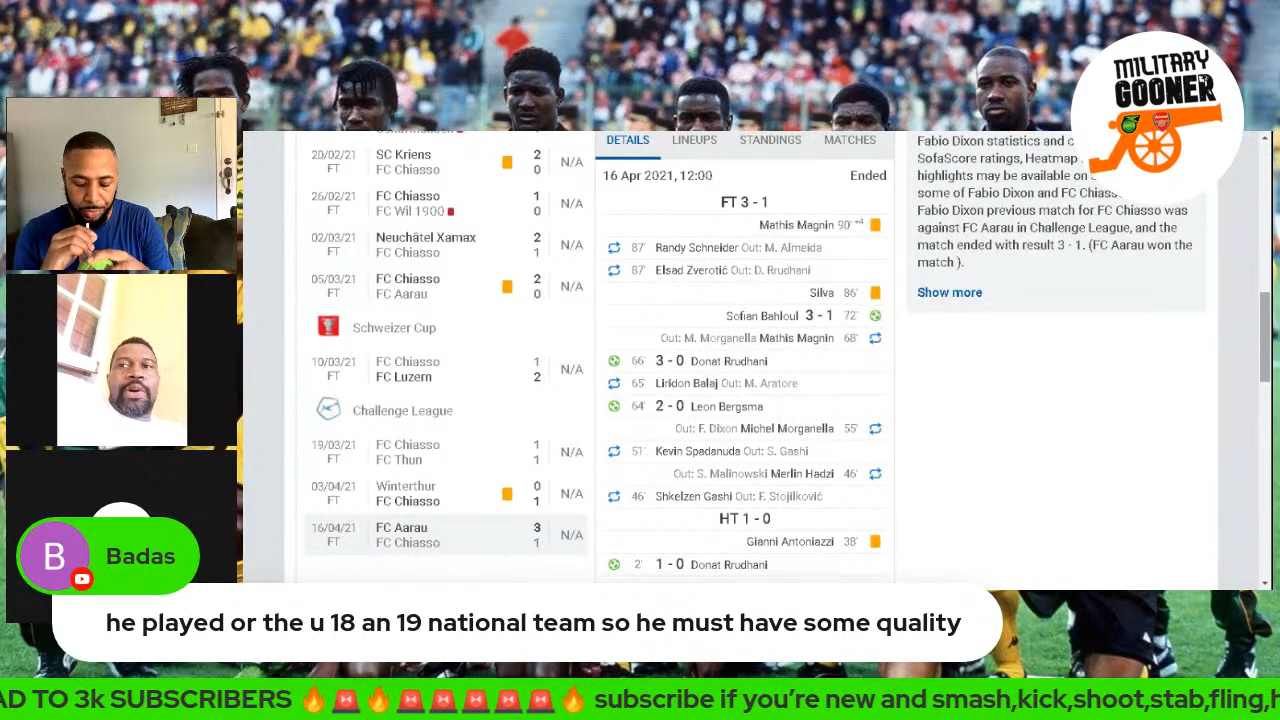 MILITARY
GOONER
20/02/21 SC Kriens 2 N/A
FT FC Chiasso 0
26/02/21 FC Chiasso 1 N/A
FT FC Wil 1900 0
02/03/21 Neuchâtel Xamax 2 N/A
FT FC Chiasso 1
05/03/21 FC Chiasso 2 N/A
FT FC Aarau 0
Schweizer Cup
10/03/21 FC Chiasso 1 N/A
FT FC Luzern 2
Challenge League
19/03/21 FC Chiasso 1 N/A
FT FC Thun 1
03/04/21 Winterthur 0 N/A
FT FC Chiasso 1
16/04/21 FC Aarau 3 N/A
FT FC Chiasso 1
DETAILS LINEUPS STANDINGS MATCHES
16 Apr 2021, 12:00 Ended
FT 3 - 1
Mathis Magnin 90'+4
87' Randy Schneider Out: M. Almeida
87' Elsad Zverotić Out: D. Rrudhani
Silva 86'
Sofian Bahloul 3 - 1 72'
Out: M. Morganella Mathis Magnin 68'
66' 3 - 0 Donat Rrudhani
65' Liridon Balaj Out: M. Aratore
64' 2 - 0 Leon Bergsma
Out: F. Dixon Michel Morganella 55'
51' Kevin Spadanuda Out: S. Gashi
Out: S. Malinowski Merlin Hadzi 46'
46' Shkelzen Gashi Out: F. Stojilković
HT 1 - 0
Gianni Antoniazzi 38'
2' 1 - 0 Donat Rrudhani
Fabio Dixon statistics and c
SofaScore ratings, Heatmap
highlights may be available on
some of Fabio Dixon and FC Chiass
Fabio Dixon previous match for FC Chiasso was
against FC Aarau in Challenge League, and the
match ended with result 3 - 1. (FC Aarau won the
match ).
Show more
B Badas
he played or the u 18 an 19 national team so he must have some quality
AD TO 3k SUBSCRIBERS 🔥🚨🔥🚨🚨🚨🚨🚨🔥 subscribe if you’re new and smash,kick,shoot,stab,fling,h